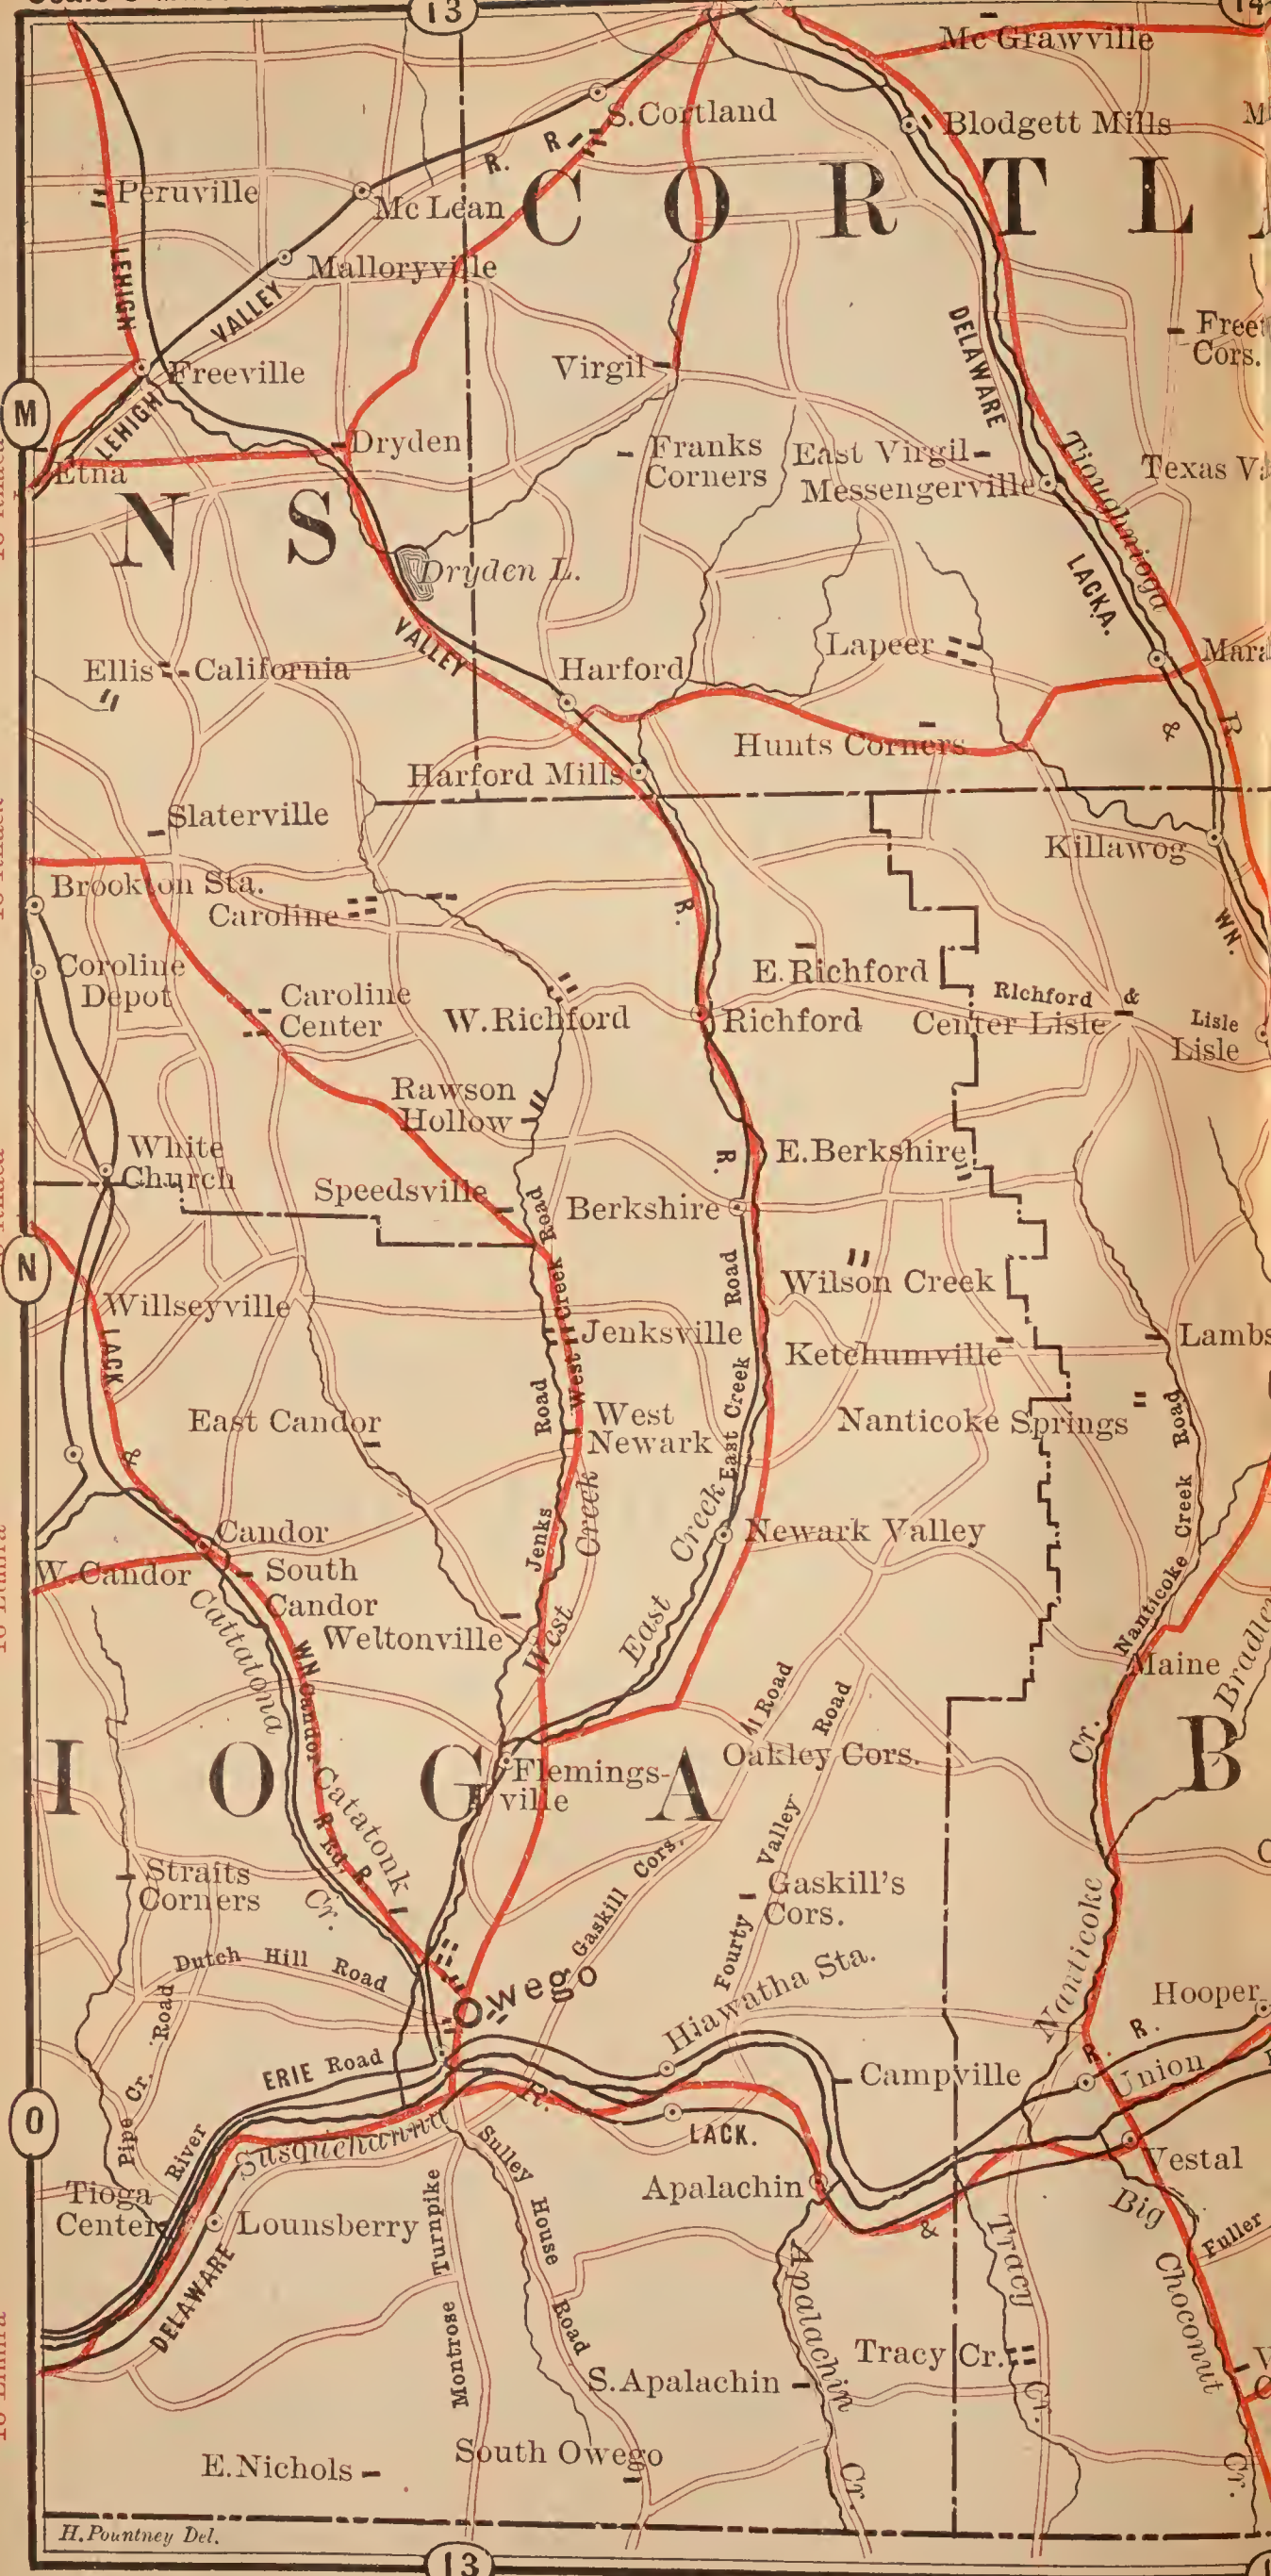 13
Mc Grawville
S. Cortland
Blodgett Mills
R. R.
Peruville
Mc Lean
CORTL
LEHIGH
Malloryville
VALLEY
DELAWARE
Freeville
Virgil
Cors.
M
LEHIGH
Dryden
Franks
Corners
East Virgil
Messengerville
Tioughnioga
Texas
Etna
N S
Dryden L.
LACKA.
VALLEY
Lapeer
Ellis
California
Harford
&
R.
Hunts Corners
Harford Mills
Slaterville
Killawog
Brookton Sta.
Caroline
R.
WN.
Coroline
Depot
E. Richford
Caroline
Center
W. Richford
Richford
Richford &
Center Lisle
Lisle
Lisle
Rawson
Hollow
White
Church
R.
E. Berkshire
Speedsville
Berkshire
Road
West Creek Road
Road
N
Wilson Creek
Willseyville
Jenksville
Ketchumville
LACK
East Creek
East Candor
Road
West
Newark
Nanticoke Springs
Road
&
Creek
Creek
Creek
Candor
Jenks
Newark Valley
W. Candor
South
Candor
Cattatona
Weltonville
West
East
Nanticoke
Maine
WN
Candor
Road
Road
Cr.
IOGA
B
Oakley Cors.
Flemings-
ville
Catatonk
R Rd. R.
Valley
Straits
Corners
Cr.
Gaskill Cors.
Gaskill's
Cors.
Nanticoke
Dutch Hill Road
Fourty
Owego
Hiawatha Sta.
Hooper
Road
R.
ERIE Road
Campville
R.
Union
O
Pipe Cr.
River
Susquehanna
R.
LACK.
Sulley House Road
Vestal
Tioga
Center
Apalachin
Big
Lounsberry
&
Fuller
Turnpike
DELAWARE
Tracy
Choconut
Apalachin
Montrose
Tracy Cr.
S. Apalachin
Cr.
South Owego
E. Nichols
Cr.
Cr.
H. Pountney Del.
13